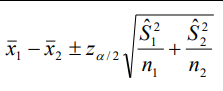 x̄₁ − x̄₂ ± z_{α/2} √(Ŝ₁²/n₁ + Ŝ₂²/n₂)